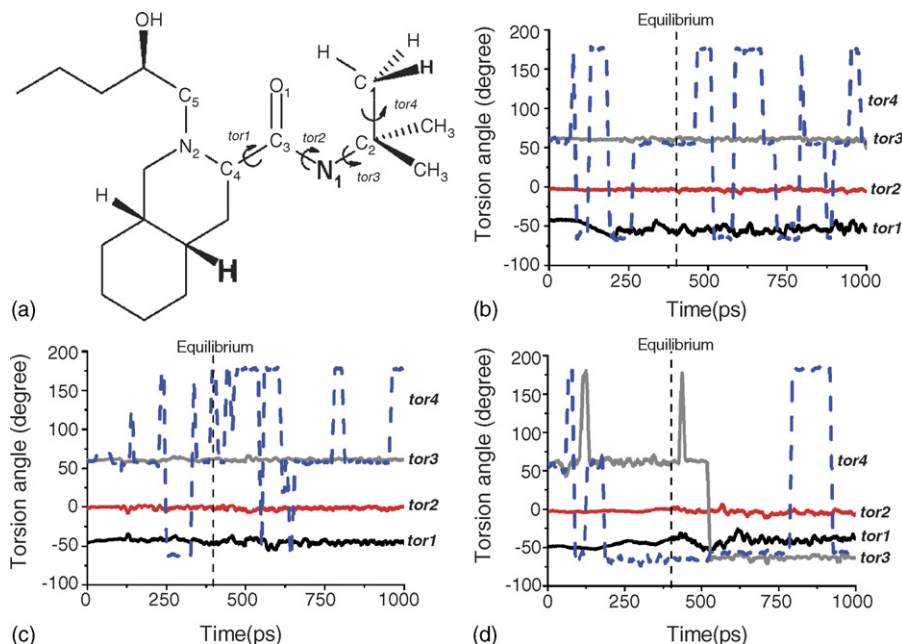 OH
O₁
C₅
N₂
C₄
C₃
N₁
C₂
C₁
H
H
H
CH₃
CH₃
H
H
tor1
tor2
tor3
tor4
(a)
Torsion angle (degree)
200
150
100
50
0
-50
-100
Equilibrium
tor4
tor3
tor2
tor1
0 250 500 750 1000
Time(ps)
(b)
Torsion angle (degree)
200
150
100
50
0
-50
-100
Equilibrium
tor4
tor3
tor2
tor1
0 250 500 750 1000
Time(ps)
(c)
Torsion angle (degree)
200
150
100
50
0
-50
-100
Equilibrium
tor4
tor2
tor1
tor3
0 250 500 750 1000
Time(ps)
(d)